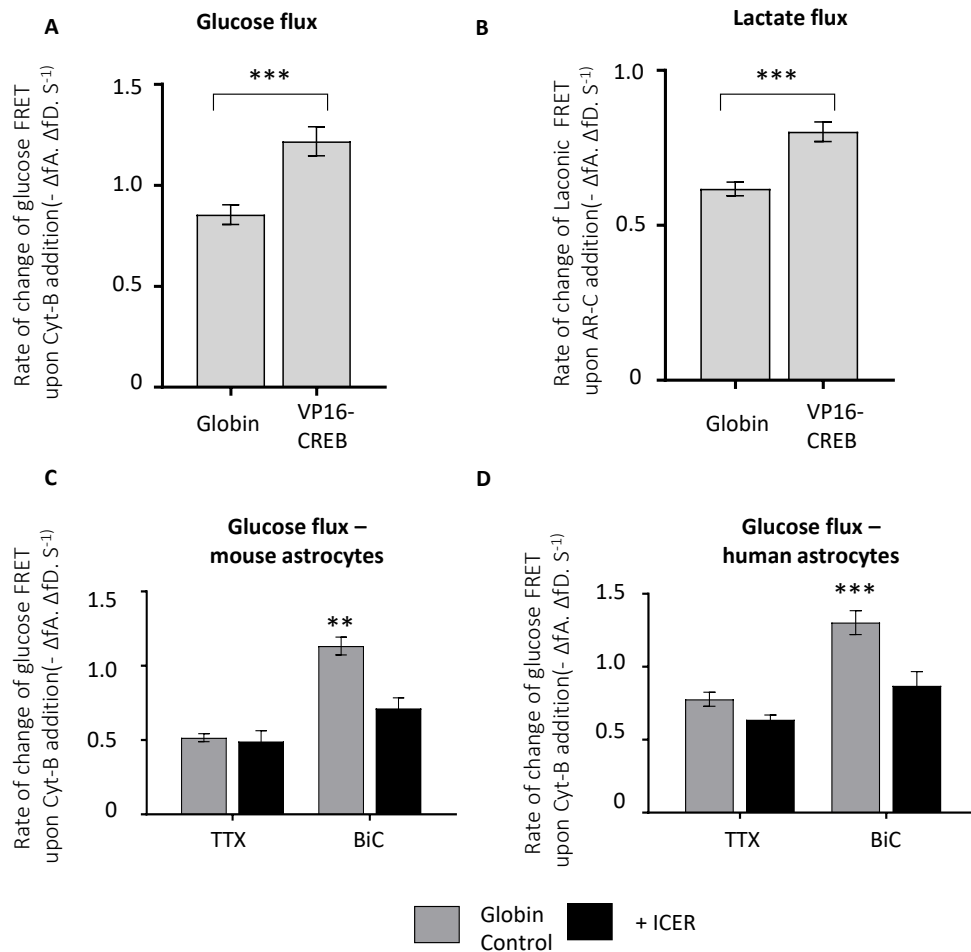 A
Glucose flux
Rate of change of glucose FRET
upon Cyt-B addition(- ΔfA. ΔfD. S-1)
***
1.5
1.0
0.5
0
Globin
VP16-
CREB
B
Lactate flux
Rate of change of Laconic FRET
upon AR-C addition(- ΔfA. ΔfD. S-1)
***
1.0
0.5
0
Globin
VP16-
CREB
C
Glucose flux –
mouse astrocytes
Rate of change of glucose FRET
upon Cyt-B addition(- ΔfA. ΔfD. S-1)
**
1.5
1.0
0.5
0
TTX
BiC
D
Glucose flux –
human astrocytes
Rate of change of glucose FRET
upon Cyt-B addition(- ΔfA. ΔfD. S-1)
***
1.5
1.0
0.5
0
TTX
BiC
Globin
Control
+ ICER